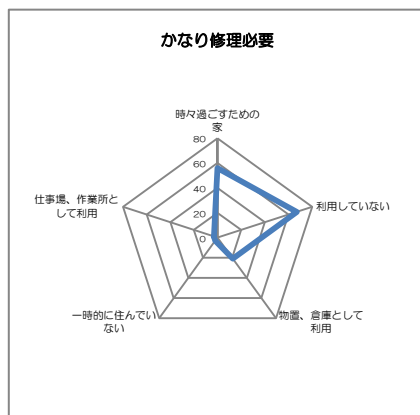 かなり修理必要
時々過ごすための
家
80
60
40
20
0
利用していない
物置、倉庫として
利用
一時的に住んでい
ない
仕事場、作業所と
して利用